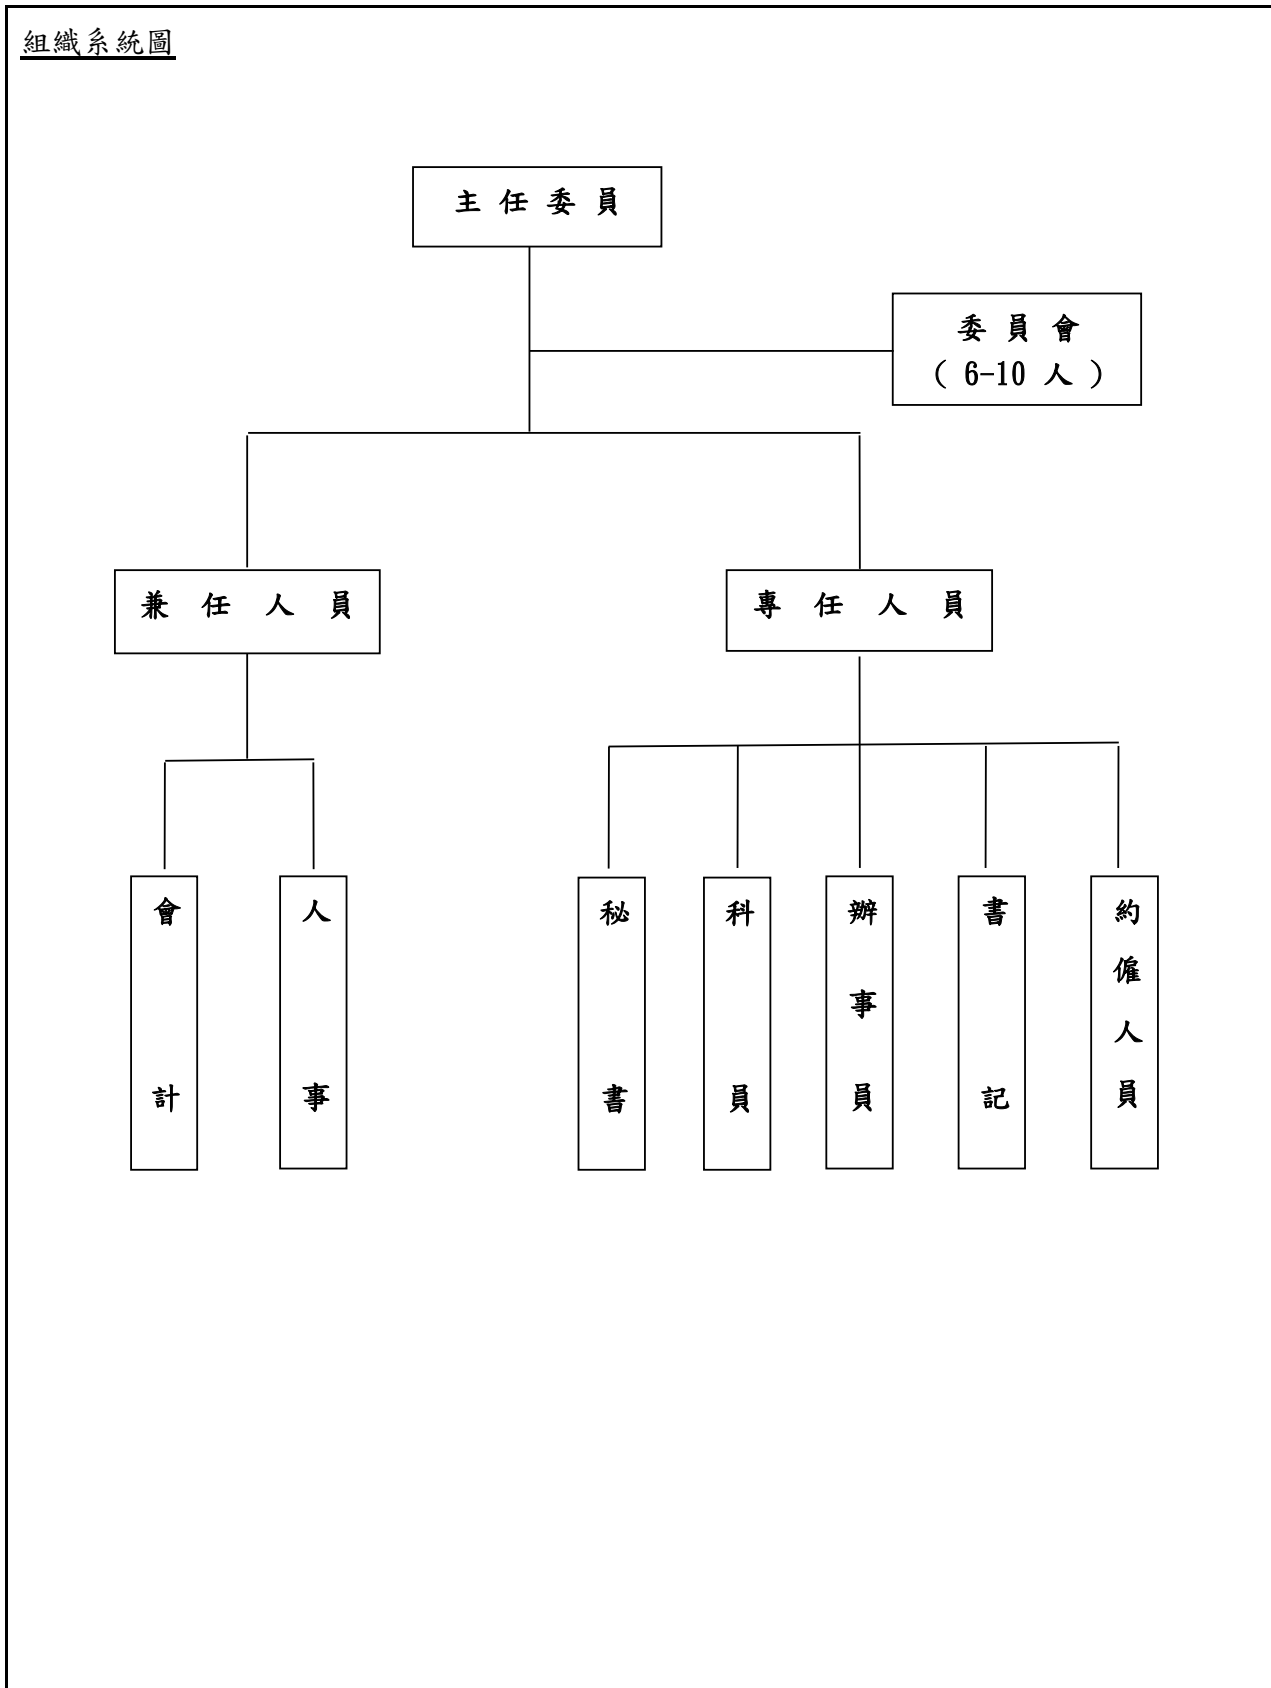 組織系統圖
主任委員
委員會
( 6-10 人 )
兼任人員
專任人員
會計
人事
秘書
科員
辦事員
書記
約僱人員